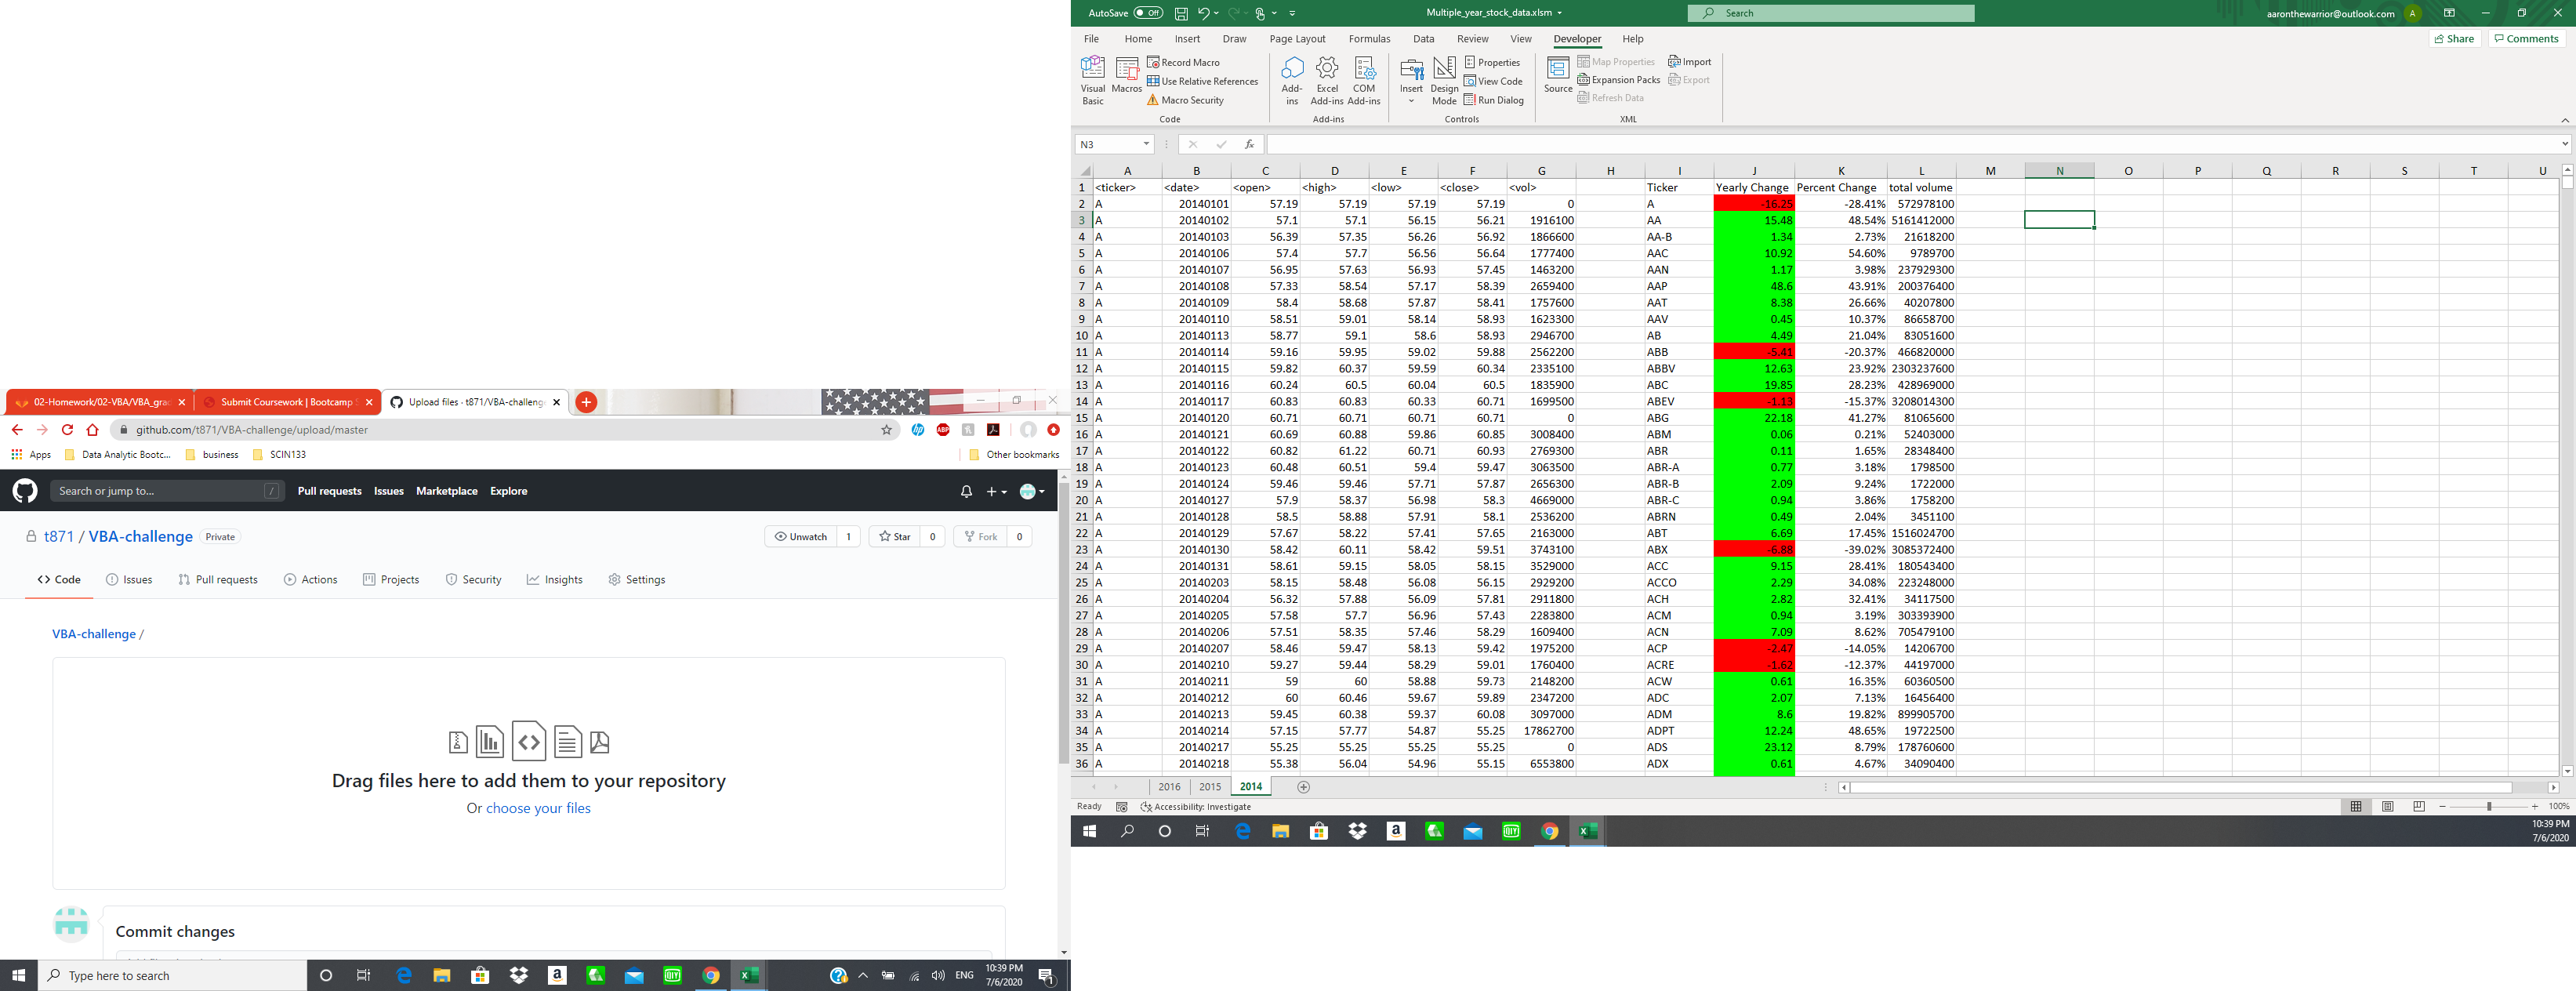 02-Homework/02-VBA/VBA_grad
Submit Coursework | Bootcamp
Upload files · t871/VBA-challenge
github.com/t871/VBA-challenge/upload/master
Apps
Data Analytic Bootc...
business
SCIN133
Other bookmarks
Search or jump to...
/
Pull requests
Issues
Marketplace
Explore
t871 / VBA-challenge
Private
Unwatch 1
Star 0
Fork 0
Code
Issues
Pull requests
Actions
Projects
Security
Insights
Settings
VBA-challenge /
Drag files here to add them to your repository
Or choose your files
Commit changes
Type here to search
ENG
10:39 PM
7/6/2020
AutoSave Off
Multiple_year_stock_data.xlsm
Search
aaronthewarrior@outlook.com
A
File Home Insert Draw Page Layout Formulas Data Review View Developer Help
Share
Comments
Visual Basic
Macros
Record Macro
Use Relative References
Macro Security
Code
Add-ins
Excel Add-ins
COM Add-ins
Add-ins
Insert
Design Mode
Properties
View Code
Run Dialog
Controls
Source
Map Properties
Expansion Packs
Refresh Data
Import
Export
XML
N3
fx
A B C D E F G H I J K L M N O P Q R S T U
1 <ticker> <date> <open> <high> <low> <close> <vol> Ticker Yearly Change Percent Change total volume
2 A 20140101 57.19 57.19 57.19 57.19 0 A -16.25 -28.41% 572978100
3 A 20140102 57.1 57.1 56.15 56.21 1916100 AA 15.48 48.54% 5161412000
4 A 20140103 56.39 57.35 56.26 56.92 1866600 AA-B 1.34 2.73% 21618200
5 A 20140106 57.4 57.7 56.56 56.64 1777400 AAC 10.92 54.60% 9789700
6 A 20140107 56.95 57.63 56.93 57.45 1463200 AAN 1.17 3.98% 237929300
7 A 20140108 57.33 58.54 57.17 58.39 2659400 AAP 48.6 43.91% 200376400
8 A 20140109 58.4 58.68 57.87 58.41 1757600 AAT 8.38 26.66% 40207800
9 A 20140110 58.51 59.01 58.14 58.93 1623300 AAV 0.45 10.37% 86658700
10 A 20140113 58.77 59.1 58.6 58.93 2946700 AB 4.49 21.04% 83051600
11 A 20140114 59.16 59.95 59.02 59.88 2562200 ABB -5.41 -20.37% 466820000
12 A 20140115 59.82 60.37 59.59 60.34 2335100 ABBV 12.63 23.92% 2303237600
13 A 20140116 60.24 60.5 60.04 60.5 1835900 ABC 19.85 28.23% 428969000
14 A 20140117 60.83 60.83 60.33 60.71 1699500 ABEV -1.13 -15.37% 3208014300
15 A 20140120 60.71 60.71 60.71 60.71 0 ABG 22.18 41.27% 81065600
16 A 20140121 60.69 60.88 59.86 60.85 3008400 ABM 0.06 0.21% 52403000
17 A 20140122 60.82 61.22 60.71 60.93 2769300 ABR 0.11 1.65% 28348400
18 A 20140123 60.48 60.51 59.4 59.47 3063500 ABR-A 0.77 3.18% 1798500
19 A 20140124 59.46 59.46 57.71 57.87 2656300 ABR-B 2.09 9.24% 1722000
20 A 20140127 57.9 58.37 56.98 58.3 4669000 ABR-C 0.94 3.86% 1758200
21 A 20140128 58.5 58.88 57.91 58.1 2536200 ABRN 0.49 2.04% 3451100
22 A 20140129 57.67 58.22 57.41 57.65 2163000 ABT 6.69 17.45% 1516024700
23 A 20140130 58.42 60.11 58.42 59.51 3743100 ABX -6.88 -39.02% 3085372400
24 A 20140131 58.61 59.15 58.05 58.15 3529000 ACC 9.15 28.41% 180543400
25 A 20140203 58.15 58.48 56.08 56.15 2929200 ACCO 2.29 34.08% 223248000
26 A 20140204 56.32 57.88 56.09 57.81 2911800 ACH 2.82 32.41% 34117500
27 A 20140205 57.58 57.7 56.96 57.43 2283800 ACM 0.94 3.19% 303393900
28 A 20140206 57.51 58.35 57.46 58.29 1609400 ACN 7.09 8.62% 705479100
29 A 20140207 58.46 59.47 58.13 59.42 1975200 ACP -2.47 -14.05% 14206700
30 A 20140210 59.27 59.44 58.29 59.01 1760400 ACRE -1.62 -12.37% 44197000
31 A 20140211 59 60 58.88 59.73 2148200 ACW 0.61 16.35% 60360500
32 A 20140212 60 60.46 59.67 59.89 2347200 ADC 2.07 7.13% 16456400
33 A 20140213 59.45 60.38 59.37 60.08 3097000 ADM 8.6 19.82% 899905700
34 A 20140214 57.15 57.77 54.87 55.25 17862700 ADPT 12.24 48.65% 19722500
35 A 20140217 55.25 55.25 55.25 55.25 0 ADS 23.12 8.79% 178760600
36 A 20140218 55.38 56.04 54.96 55.15 6553800 ADX 0.61 4.67% 34090400
2016 2015 2014
Ready
Accessibility: Investigate
100%
10:39 PM
7/6/2020